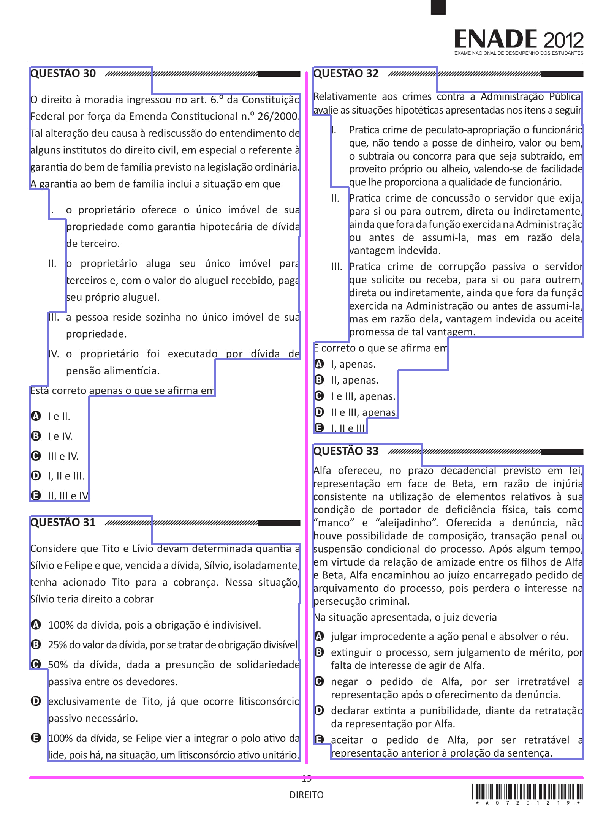 ENADE 2012
EXAME NACIONAL DE DESEMPENHO DOS ESTUDANTES
QUESTÃO 30
O direito à moradia ingressou no art. 6.º da Constituição
Federal por força da Emenda Constitucional n.º 26/2000.
Tal alteração deu causa à rediscussão do entendimento de
alguns institutos do direito civil, em especial o referente à
garantia do bem de família previsto na legislação ordinária.
A garantia ao bem de família inclui a situação em que
I. o proprietário oferece o único imóvel de sua
propriedade como garantia hipotecária de dívida
de terceiro.
II. o proprietário aluga seu único imóvel para
terceiros e, com o valor do aluguel recebido, paga
seu próprio aluguel.
III. a pessoa reside sozinha no único imóvel de sua
propriedade.
IV. o proprietário foi executado por dívida de
pensão alimentícia.
Está correto apenas o que se afirma em
A I e II.
B I e IV.
C III e IV.
D I, II e III.
E II, III e IV
QUESTÃO 31
Considere que Tito e Lívio devam determinada quantia a
Sílvio e Felipe e que, vencida a dívida, Sílvio, isoladamente,
tenha acionado Tito para a cobrança. Nessa situação,
Sílvio teria direito a cobrar
A 100% da dívida, pois a obrigação é indivisível.
B 25% do valor da dívida, por se tratar de obrigação divisível.
C 50% da dívida, dada a presunção de solidariedade
passiva entre os devedores.
D exclusivamente de Tito, já que ocorre litisconsórcio
passivo necessário.
E 100% da dívida, se Felipe vier a integrar o polo ativo da
lide, pois há, na situação, um litisconsórcio ativo unitário.
QUESTÃO 32
Relativamente aos crimes contra a Administração Pública,
avalie as situações hipotéticas apresentadas nos itens a seguir.
I. Pratica crime de peculato-apropriação o funcionário
que, não tendo a posse de dinheiro, valor ou bem,
o subtraia ou concorra para que seja subtraído, em
proveito próprio ou alheio, valendo-se de facilidade
que lhe proporciona a qualidade de funcionário.
II. Pratica crime de concussão o servidor que exija,
para si ou para outrem, direta ou indiretamente,
ainda que fora da função exercida na Administração
ou antes de assumi-la, mas em razão dela,
vantagem indevida.
III. Pratica crime de corrupção passiva o servidor
que solicite ou receba, para si ou para outrem,
direta ou indiretamente, ainda que fora da função
exercida na Administração ou antes de assumi-la,
mas em razão dela, vantagem indevida ou aceite
promessa de tal vantagem.
É correto o que se afirma em
A I, apenas.
B II, apenas.
C I e III, apenas.
D II e III, apenas.
E I, II e III.
QUESTÃO 33
Alfa ofereceu, no prazo decadencial previsto em lei,
representação em face de Beta, em razão de injúria
consistente na utilização de elementos relativos à sua
condição de portador de deficiência física, tais como
“manco” e “aleijadinho”. Oferecida a denúncia, não
houve possibilidade de composição, transação penal ou
suspensão condicional do processo. Após algum tempo,
em virtude da relação de amizade entre os filhos de Alfa
e Beta, Alfa encaminhou ao juízo encarregado pedido de
arquivamento do processo, pois perdera o interesse na
persecução criminal.
Na situação apresentada, o juiz deveria
A julgar improcedente a ação penal e absolver o réu.
B extinguir o processo, sem julgamento de mérito, por
falta de interesse de agir de Alfa.
C negar o pedido de Alfa, por ser irretratável a
representação após o oferecimento da denúncia.
D declarar extinta a punibilidade, diante da retratação
da representação por Alfa.
E aceitar o pedido de Alfa, por ser retratável a
representação anterior à prolação da sentença.
15
DIREITO
* A 0 7 2 0 1 2 1 9 *